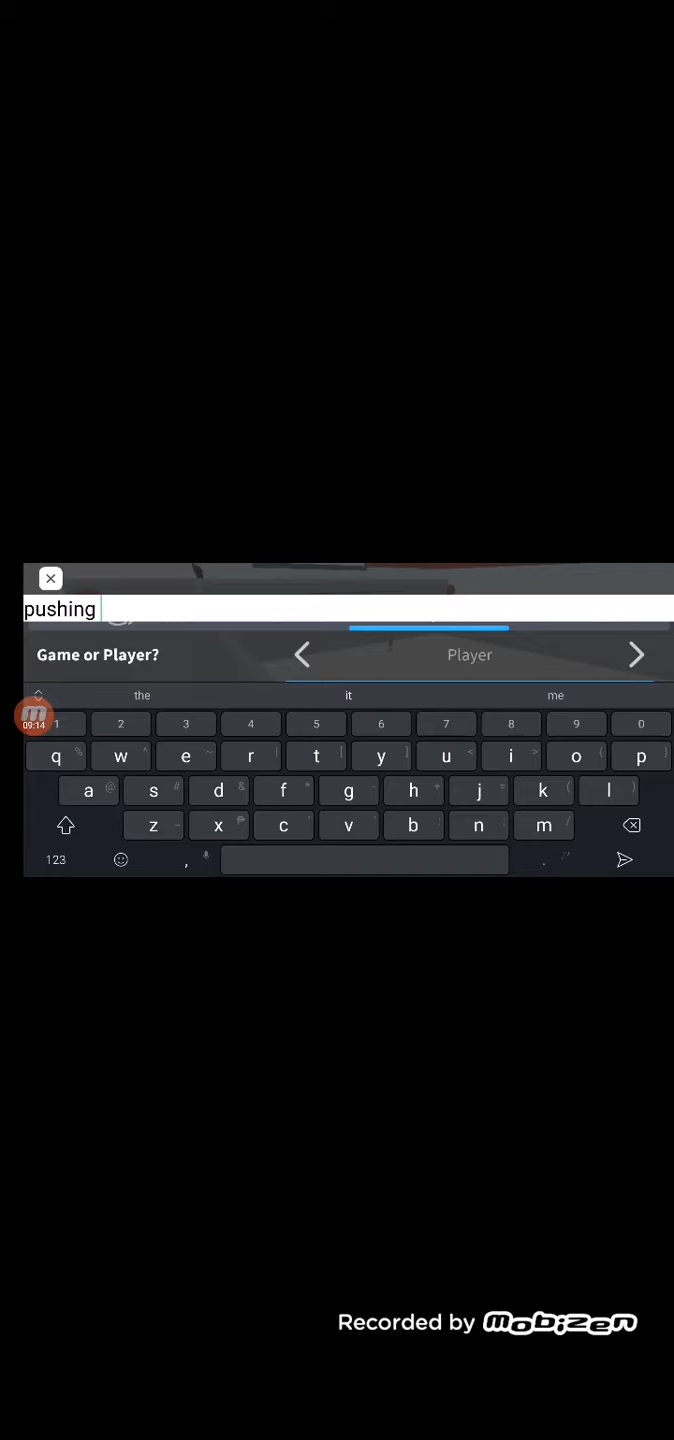 pushing
Game or Player?
Player
the it me
09:14
1 2 3 4 5 6 7 8 9 0
q w e r t y u i o p
a s d f g h j k l
z x c v b n m
123 , .
Recorded by mobizen